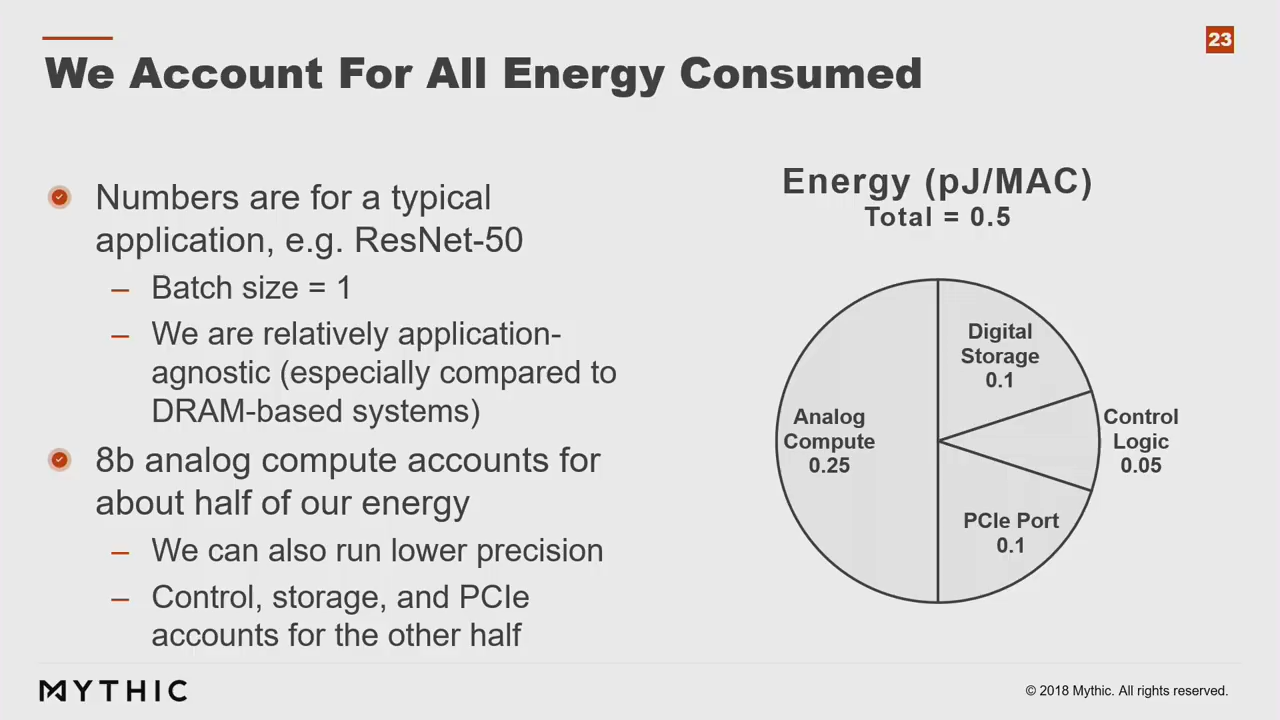 23
We Account For All Energy Consumed
Numbers are for a typical
application, e.g. ResNet-50
– Batch size = 1
– We are relatively application-
agnostic (especially compared to
DRAM-based systems)
8b analog compute accounts for
about half of our energy
– We can also run lower precision
– Control, storage, and PCIe
accounts for the other half
Energy (pJ/MAC)
Total = 0.5
Digital
Storage
0.1
Analog
Compute
0.25
Control
Logic
0.05
PCIe Port
0.1
MYTHIC
© 2018 Mythic. All rights reserved.